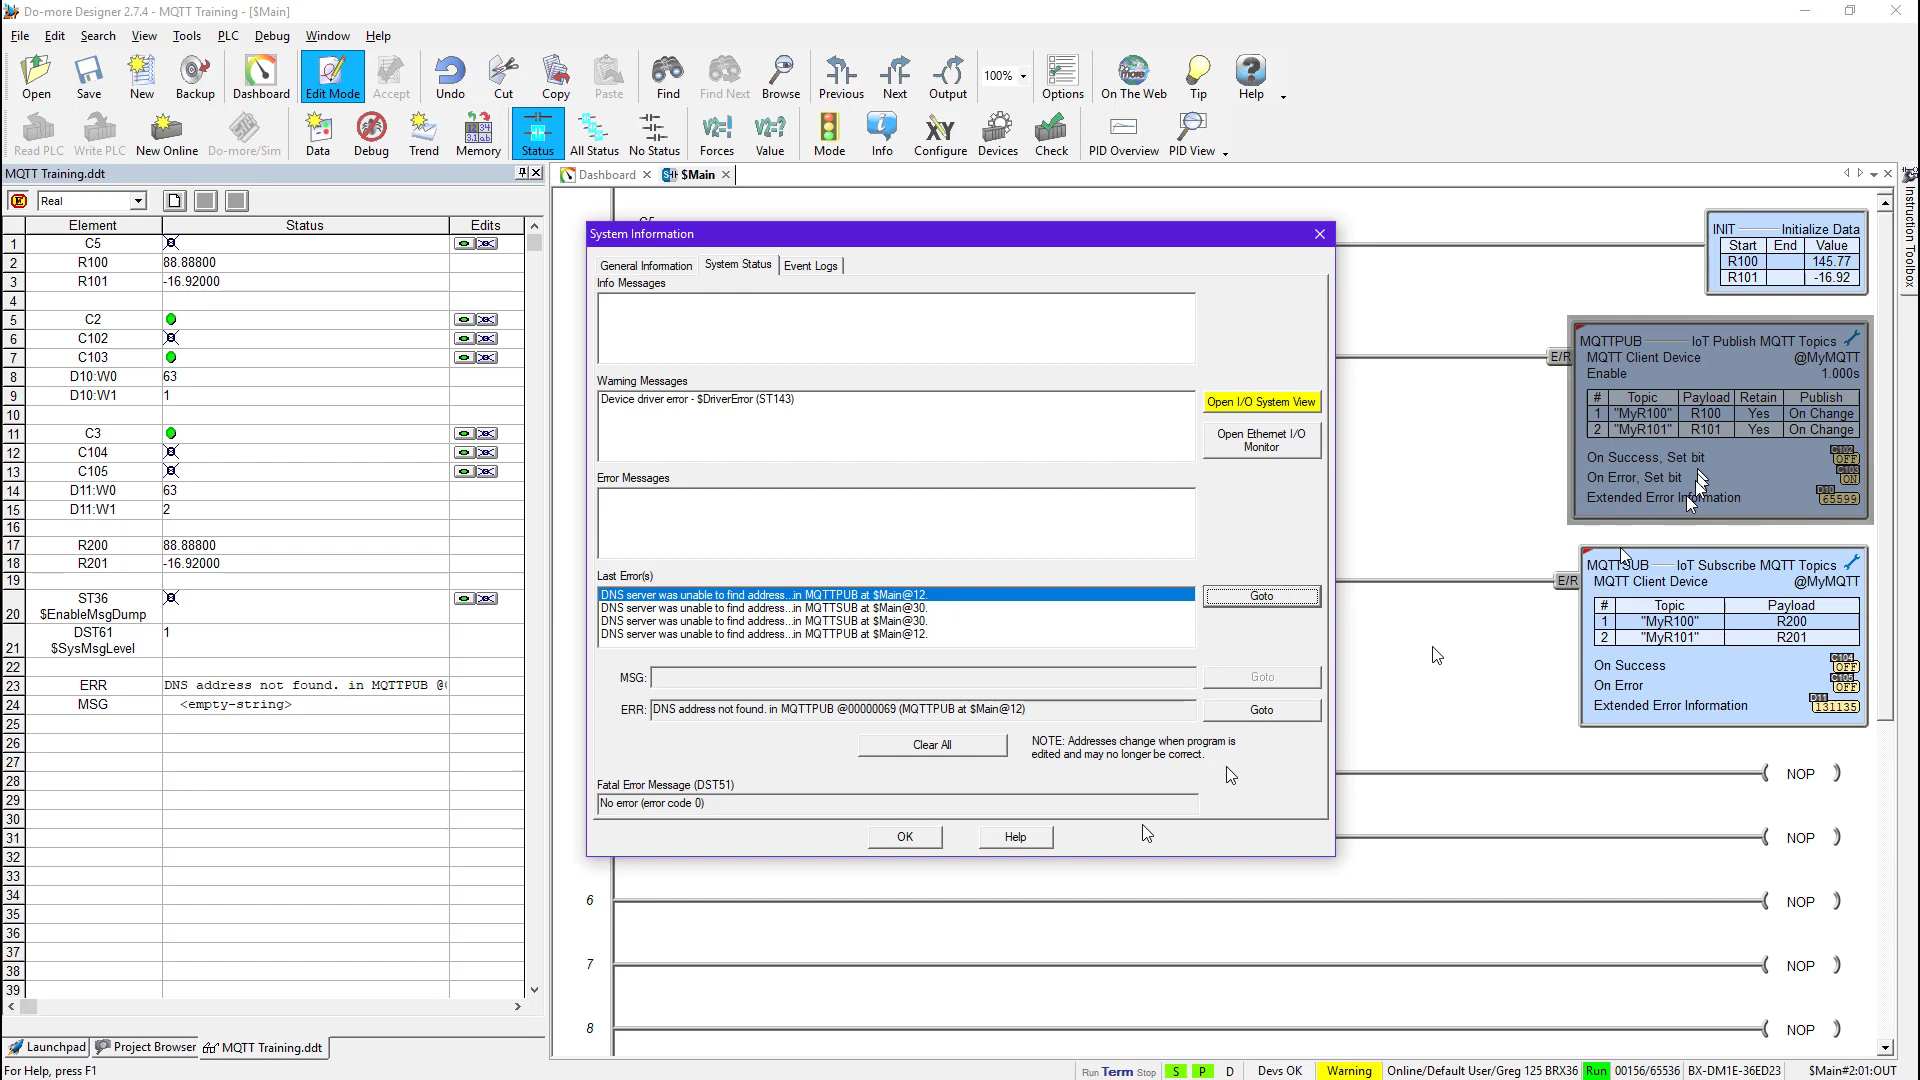 Do-more Designer 2.7.4 - MQTT Training - [$Main]
File Edit Search View Tools PLC Debug Window Help
Open Save New Backup Dashboard Edit Mode Accept Undo Cut Copy Paste Find Find Next Browse Previous Next Output 100% Options On The Web Tip Help
Read PLC Write PLC New Online Do-more/Sim Data Debug Trend Memory Status All Status No Status Forces Value Mode Info Configure Devices Check PID Overview PID View
MQTT Training.ddt
Real
Element Status Edits
1 C5
2 R100 88.88800
3 R101 -16.92000
4
5 C2
6 C102
7 C103
8 D10:W0 63
9 D10:W1 1
10
11 C3
12 C104
13 C105
14 D11:W0 63
15 D11:W1 2
16
17 R200 88.88800
18 R201 -16.92000
19
20 ST36 $EnableMsgDump
21 DST61 $SysMsgLevel 1
22
23 ERR DNS address not found. in MQTTPUB @(
24 MSG <empty-string>
25
26
27
28
29
30
31
32
33
34
35
36
37
38
39
Launchpad Project Browser MQTT Training.ddt
Dashboard $Main
Instruction Toolbox
C5
System Information
General Information System Status Event Logs
Info Messages
Warning Messages
Device driver error - $DriverError (ST143)
Open I/O System View
Open Ethernet I/O Monitor
Error Messages
Last Error(s)
DNS server was unable to find address...in MQTTPUB at $Main@12.
DNS server was unable to find address...in MQTTSUB at $Main@30.
DNS server was unable to find address...in MQTTSUB at $Main@30.
DNS server was unable to find address...in MQTTPUB at $Main@12.
Goto
MSG: Goto
ERR: DNS address not found. in MQTTPUB @00000069 (MQTTPUB at $Main@12) Goto
Clear All
NOTE: Addresses change when program is
edited and may no longer be correct.
Fatal Error Message (DST51)
No error (error code 0)
OK Help
INIT Initialize Data
Start End Value
R100 145.77
R101 -16.92
E/R
MQTTPUB IoT Publish MQTT Topics
MQTT Client Device @MyMQTT
Enable 1.000s
# Topic Payload Retain Publish
1 "MyR100" R100 Yes On Change
2 "MyR101" R101 Yes On Change
On Success, Set bit C102 OFF
On Error, Set bit C103 ON
Extended Error Information D10 65599
E/R
MQTTSUB IoT Subscribe MQTT Topics
MQTT Client Device @MyMQTT
# Topic Payload
1 "MyR100" R200
2 "MyR101" R201
On Success C104 OFF
On Error C105 OFF
Extended Error Information D11 131135
NOP
NOP
6 NOP
7 NOP
8 NOP
For Help, press F1
Run Term Stop S P D Devs OK Warning Online/Default User/Greg 125 BRX36 Run 00156/65536 BX-DM1E-36ED23 $Main#2:01:OUT